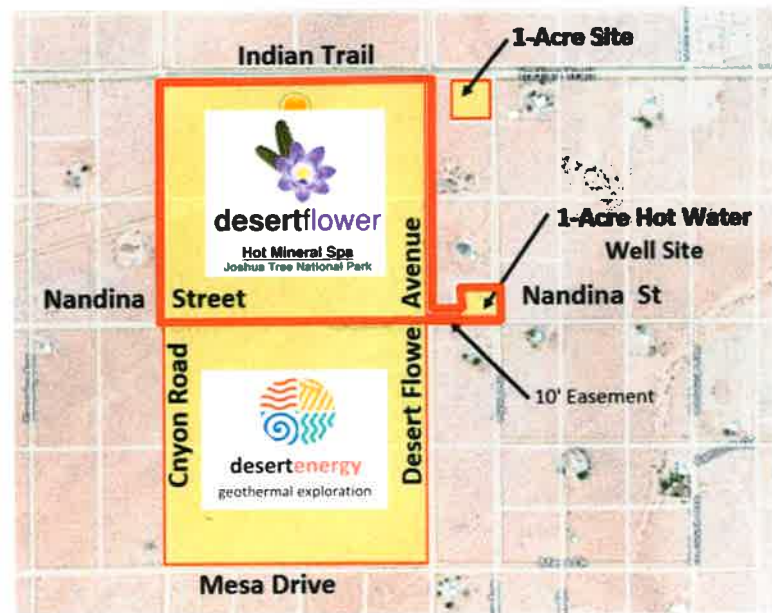 1-Acre Site
Indian Trail
desertflower
Hot Mineral Spa
Joshua Tree National Park
1-Acre Hot Water
Well Site
Nandina Street
Avenue
Nandina St
Cnyon Road
Desert Flowe
10' Easement
desertenergy
geothermal exploration
Mesa Drive